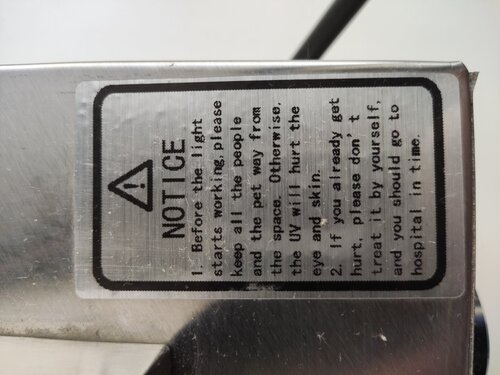 NOTICE
1. Before the light
starts working,please
keep all the people
and the pet way from
the space. Otherwise,
the UV will hurt the
eye and skin.
2. If you already get
hurt, please don't
treat it by yourself,
and you should go to
hospital in time.